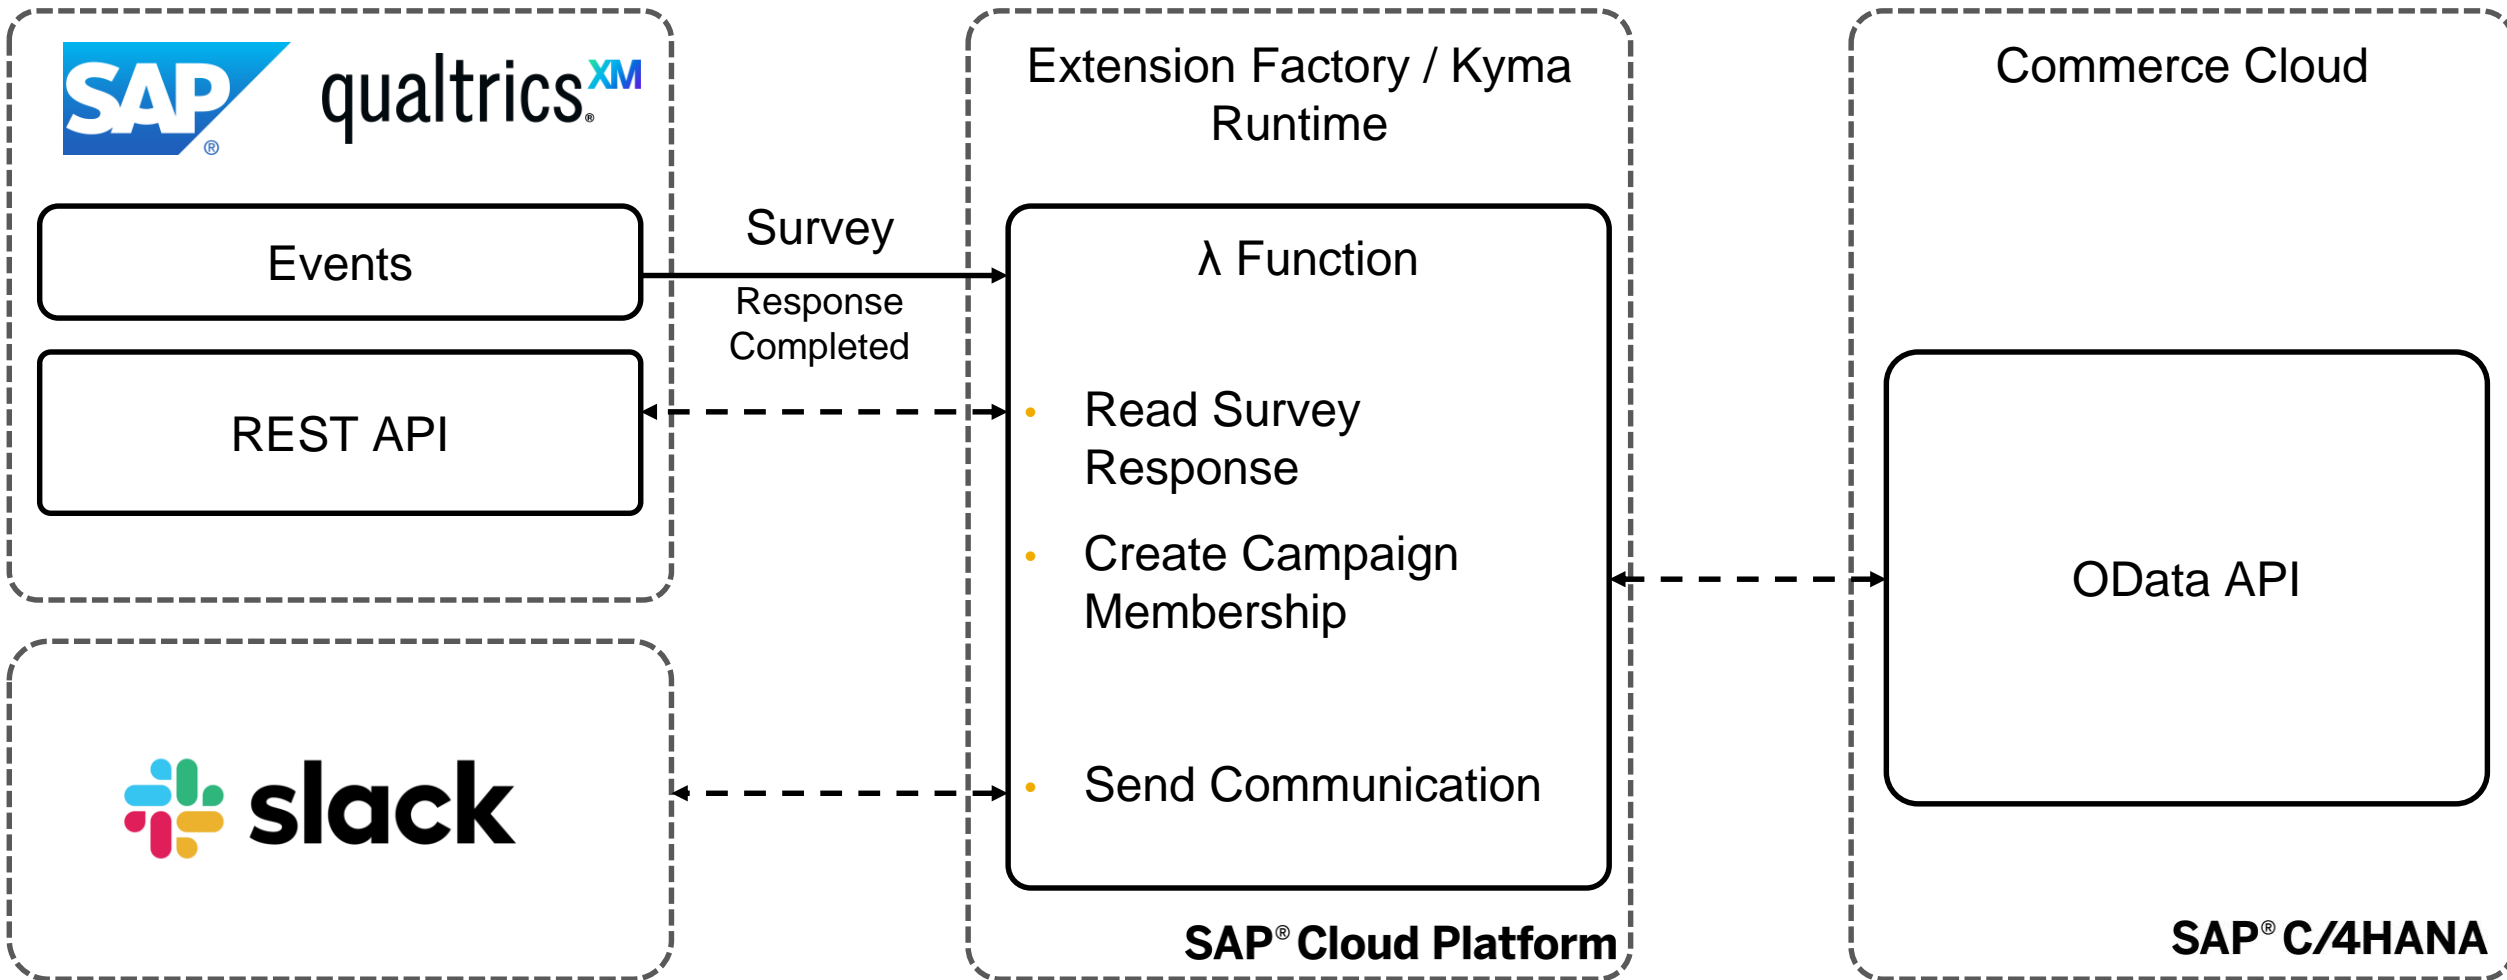 SAP®
qualtrics.XM®
Events
REST API
Survey
Response
Completed
slack
Extension Factory / Kyma
Runtime
λ Function
• Read Survey
Response
• Create Campaign
Membership
• Send Communication
SAP® Cloud Platform
Commerce Cloud
OData API
SAP® C/4HANA